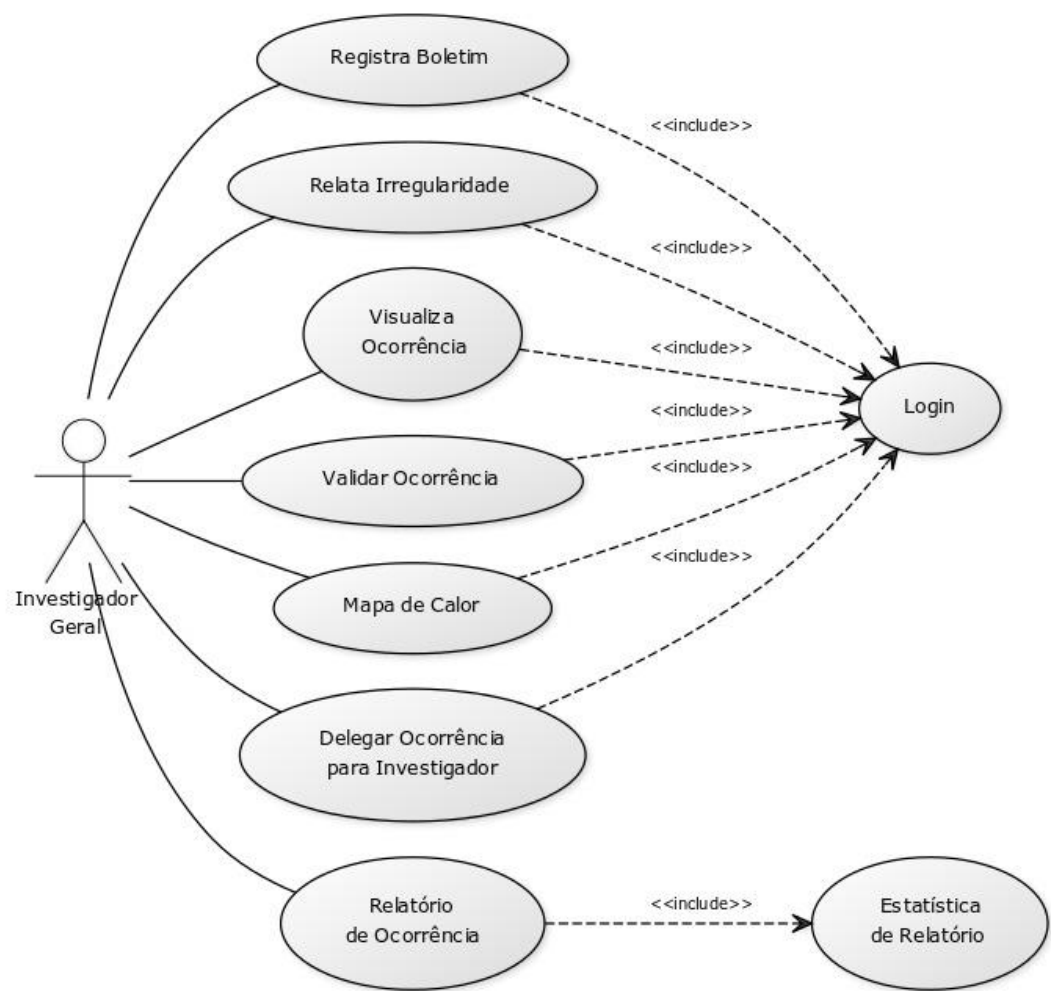 Registra Boletim
<<include>>
Relata Irregularidade
<<include>>
Visualiza
Ocorrência
<<include>>
Login
<<include>>
Validar Ocorrência
<<include>>
Mapa de Calor
<<include>>
Investigador
Geral
Delegar Ocorrência
para Investigador
Relatório
de Ocorrência
<<include>>
Estatística
de Relatório